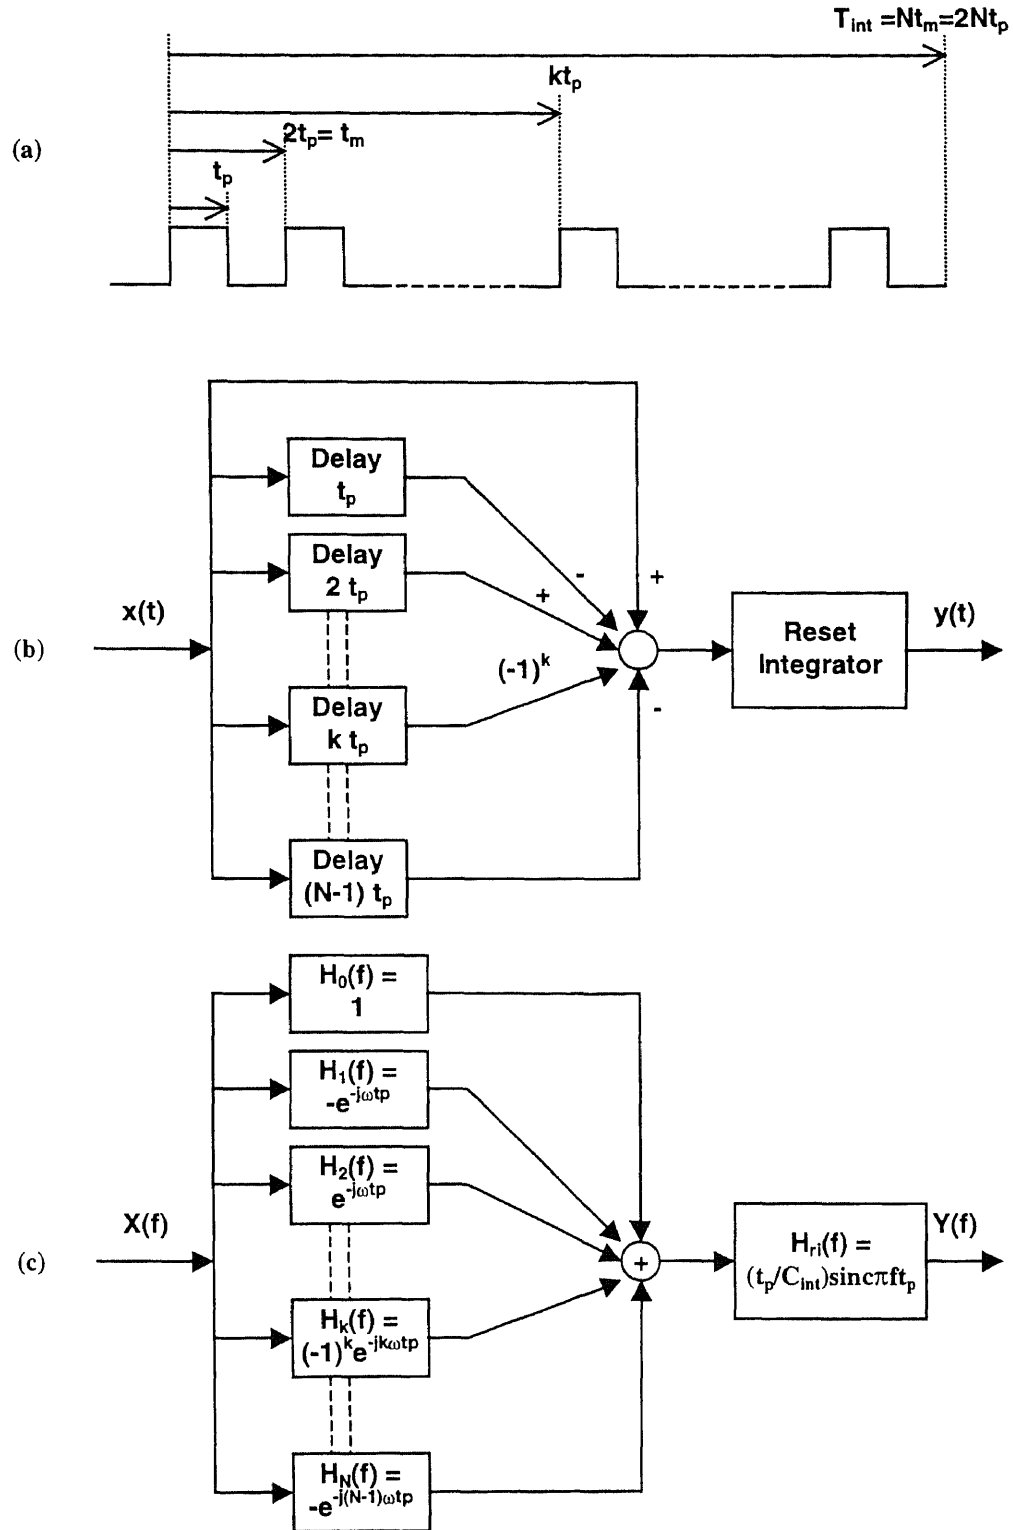 T_int =Nt_m=2Nt_p
kt_p
(a)
2t_p= t_m
t_p
Delay
t_p
Delay
2 t_p
-
+
+
x(t)
(b)
Reset
Integrator
y(t)
(-1)^k
Delay
k t_p
-
Delay
(N-1) t_p
H_0(f) =
1
H_1(f) =
-e^-jωtp
H_2(f) =
e^-jωtp
X(f)
(c)
+
H_ri(f) =
(t_p/C_int)sincπft_p
Y(f)
H_k(f) =
(-1)^k e^-jkωtp
H_N(f) =
-e^-j(N-1)ωtp